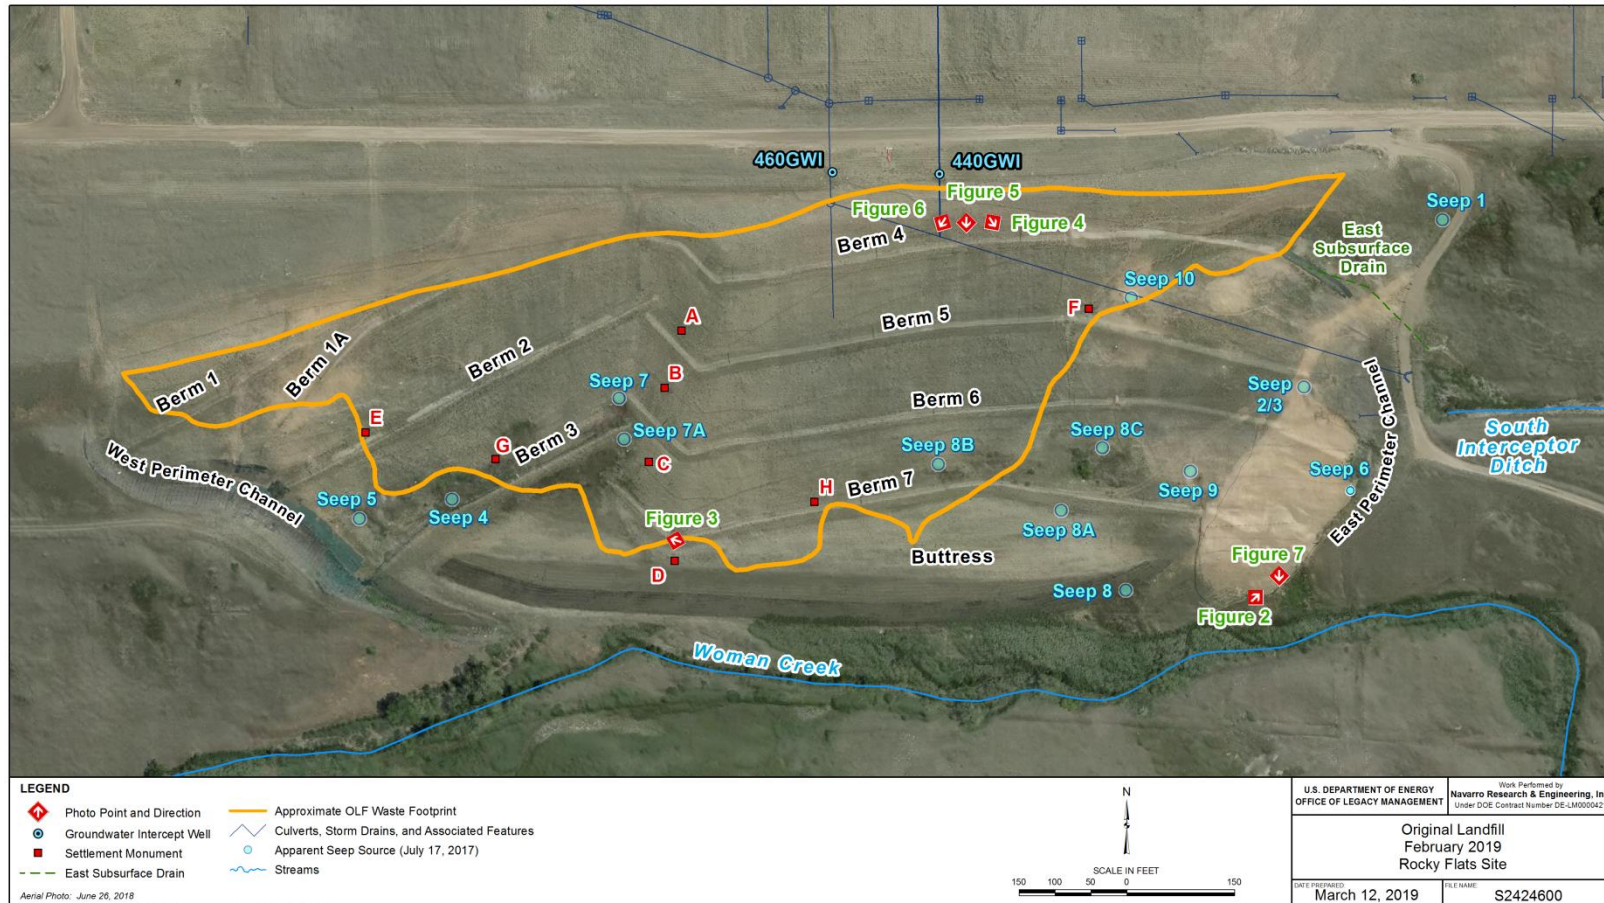 460GWI
440GWI
Figure 5
Figure 6
Figure 4
Seep 1
Berm 4
East
Subsurface
Drain
Seep 10
F
A
Berm 5
Berm 1A
Berm 2
B
Seep 7
Berm 1
Seep
2/3
East Perimeter Channel
Berm 6
E
Seep 7A
G
Berm 3
C
Seep 8B
Seep 8C
South
Interceptor
Ditch
West Perimeter Channel
Seep 6
Seep 9
Berm 7
H
Seep 5
Seep 4
Figure 3
Seep 8A
Buttress
Figure 7
D
Seep 8
Figure 2
Woman Creek
LEGEND
Photo Point and Direction
Groundwater Intercept Well
Settlement Monument
East Subsurface Drain
Approximate OLF Waste Footprint
Culverts, Storm Drains, and Associated Features
Apparent Seep Source (July 17, 2017)
Streams
Aerial Photo: June 26, 2018
N
SCALE IN FEET
150 100 50 0 150
U.S. DEPARTMENT OF ENERGY
OFFICE OF LEGACY MANAGEMENT
Work Performed by
Navarro Research & Engineering, In
Under DOE Contract Number DE-LM0000421
Original Landfill
February 2019
Rocky Flats Site
DATE PREPARED:
March 12, 2019
FILE NAME:
S2424600